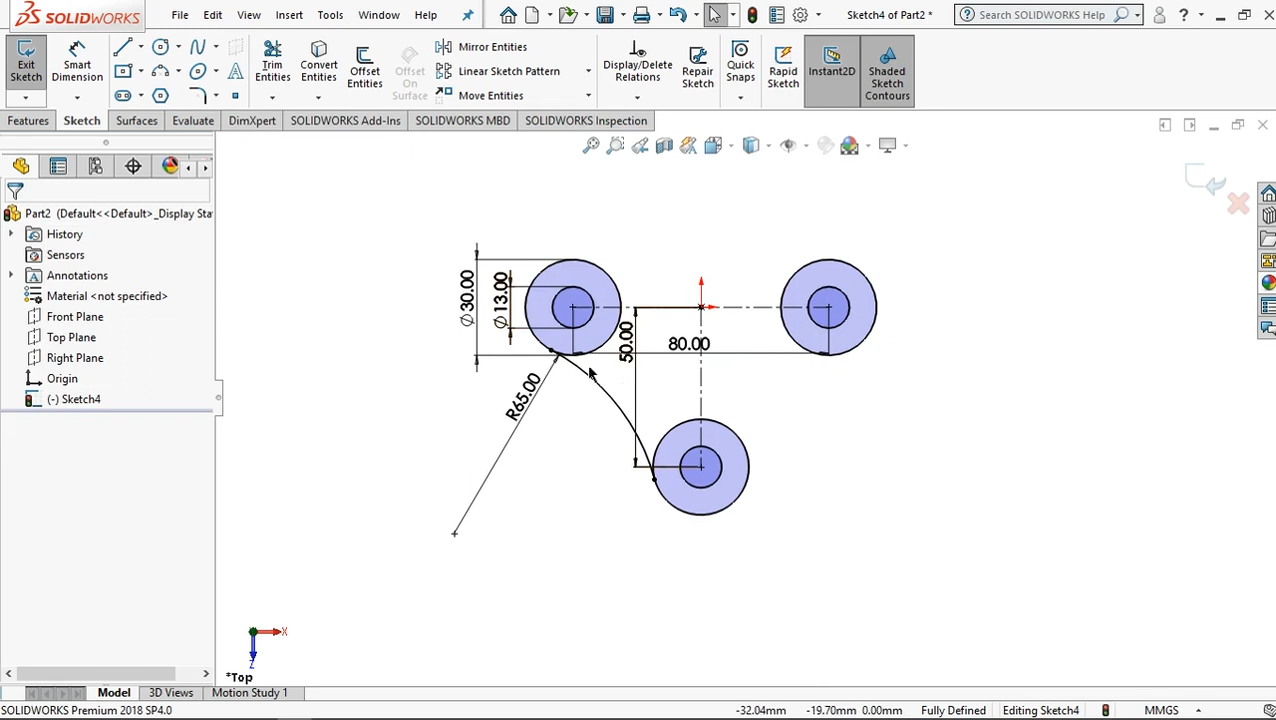 SOLIDWORKS File Edit View Insert Tools Window Help Sketch4 of Part2 * Search SOLIDWORKS Help ?
Exit Sketch
Smart Dimension
Trim Entities
Convert Entities
Offset Entities
Offset On Surface
Mirror Entities
Linear Sketch Pattern
Move Entities
Display/Delete Relations
Repair Sketch
Quick Snaps
Rapid Sketch
Instant2D
Shaded Sketch Contours
Features Sketch Surfaces Evaluate DimXpert SOLIDWORKS Add-Ins SOLIDWORKS MBD SOLIDWORKS Inspection
Part2 (Default<<Default>_Display Sta
History
Sensors
Annotations
Material <not specified>
Front Plane
Top Plane
Right Plane
Origin
(-) Sketch4
∅30.00
∅13.00
50.00
80.00
R65.00
X
Z
*Top
Model 3D Views Motion Study 1
SOLIDWORKS Premium 2018 SP4.0 -32.04mm -19.70mm 0.00mm Fully Defined Editing Sketch4 MMGS